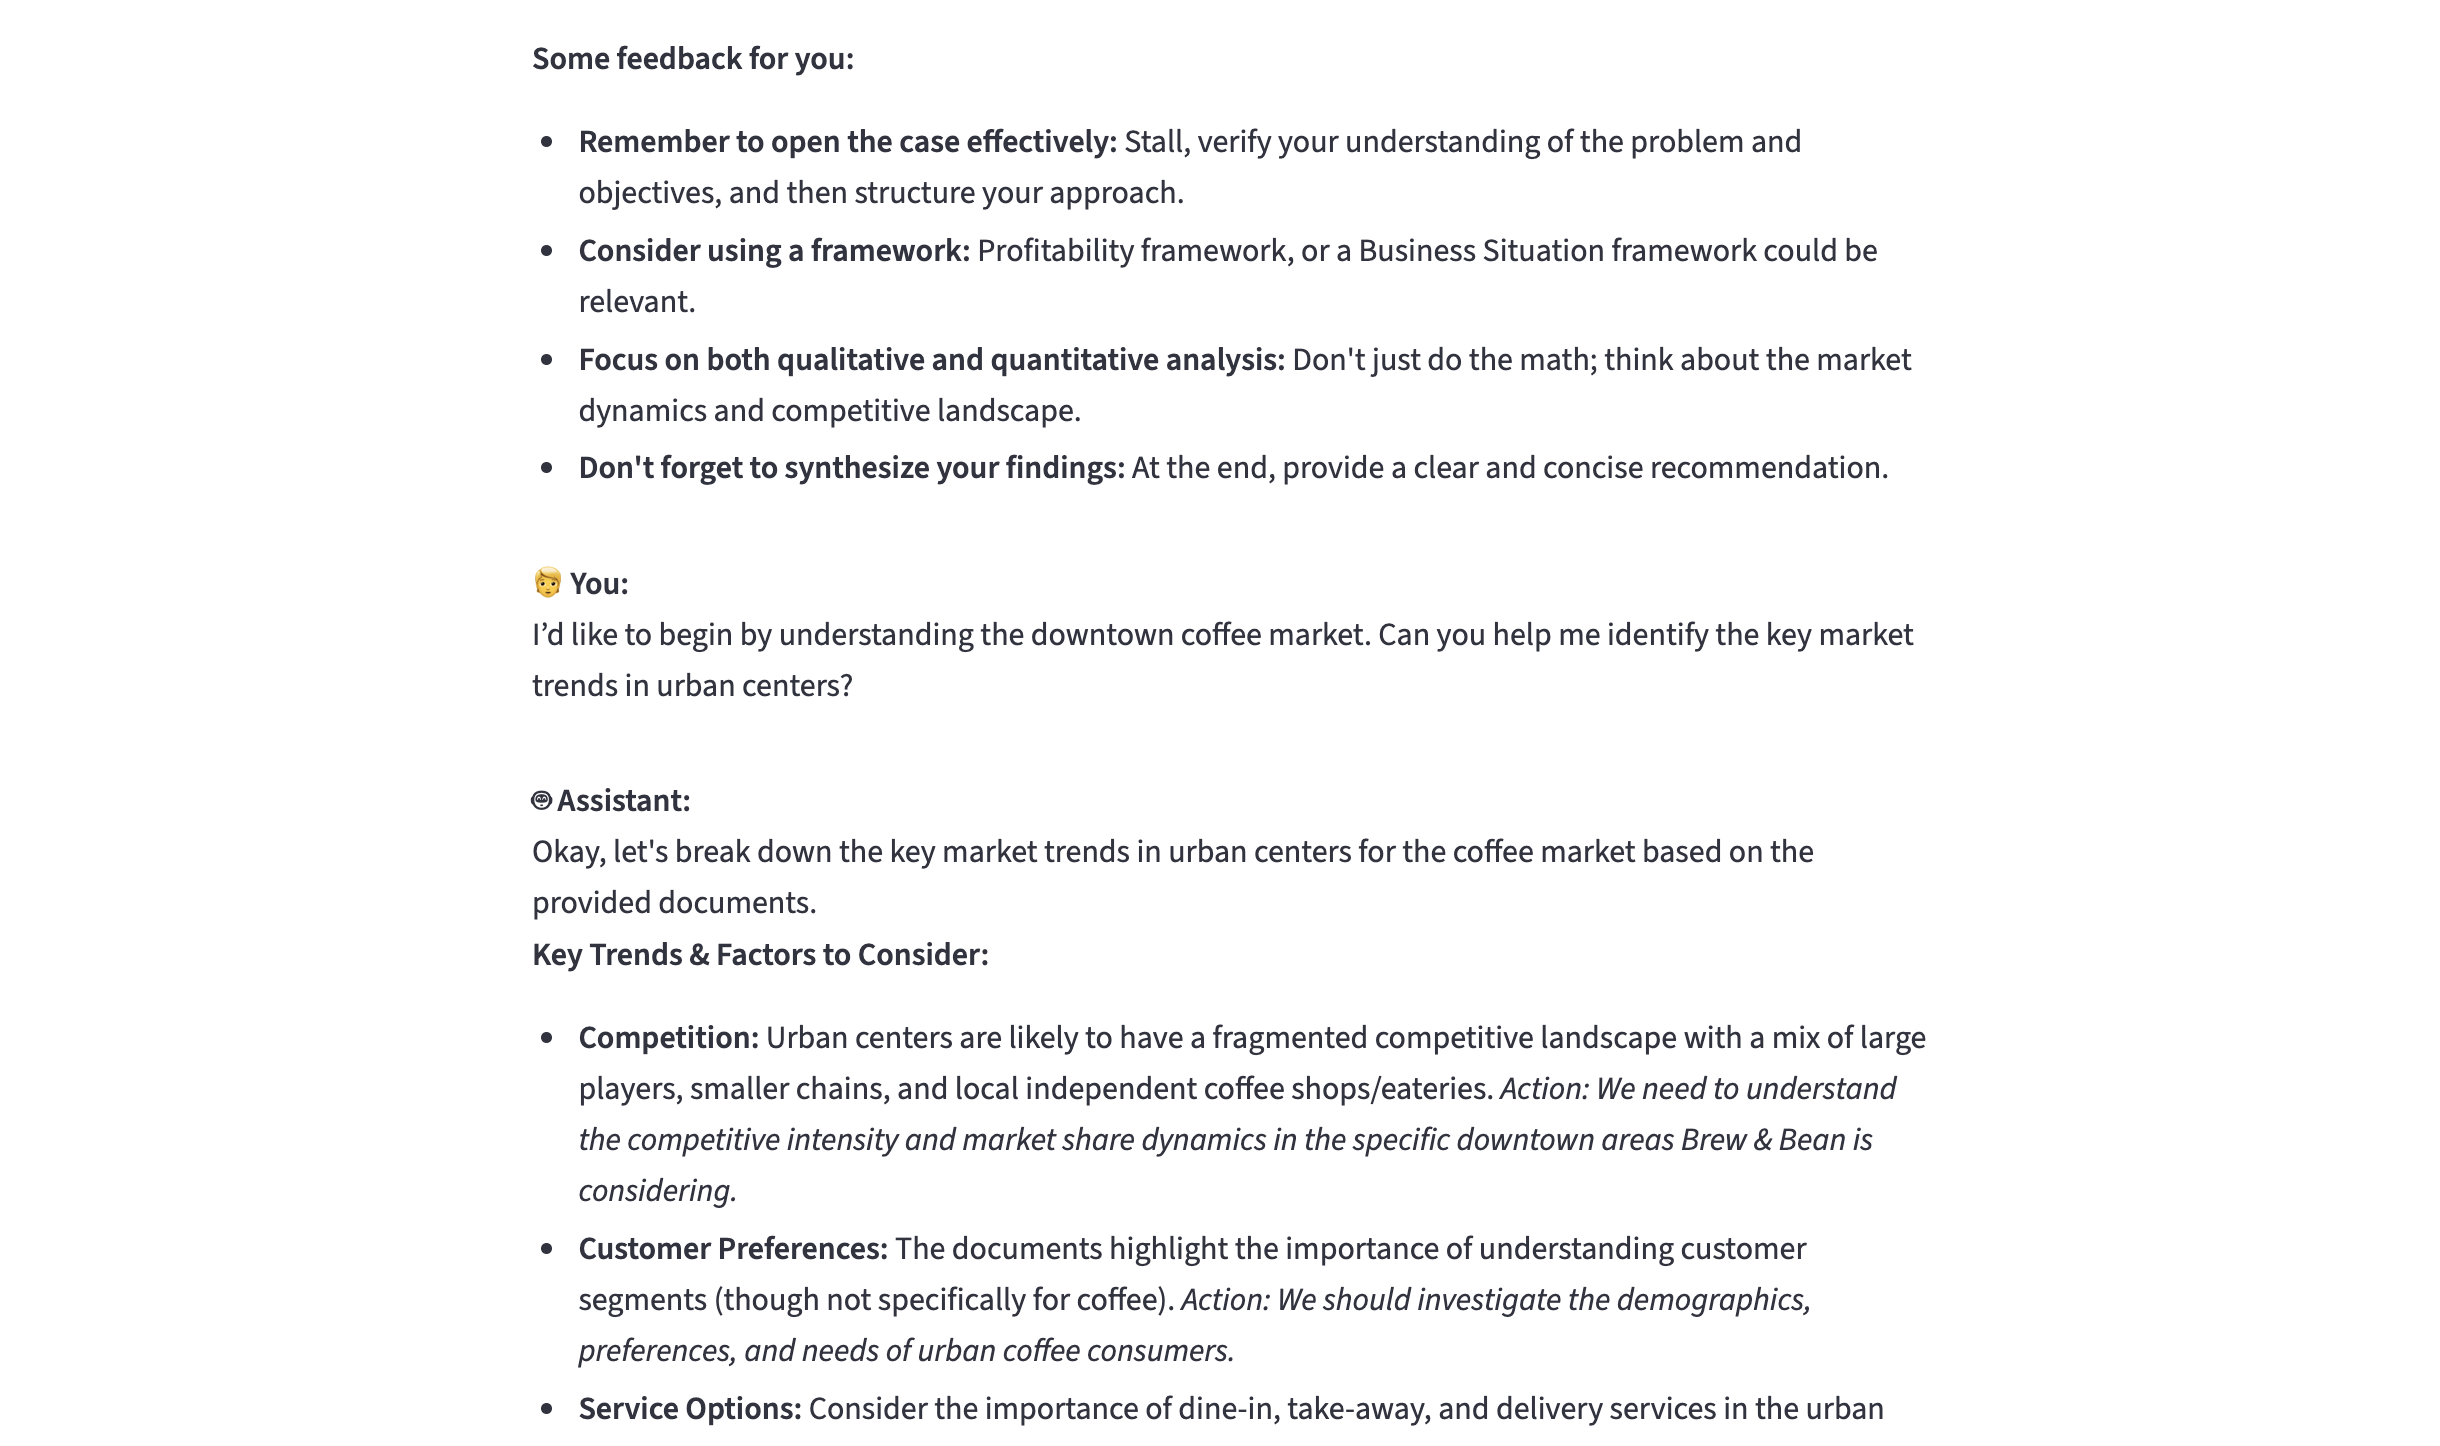 Some feedback for you:
Remember to open the case effectively: Stall, verify your understanding of the problem and
objectives, and then structure your approach.
Consider using a framework: Profitability framework, or a Business Situation framework could be
relevant.
Focus on both qualitative and quantitative analysis: Don't just do the math; think about the market
dynamics and competitive landscape.
Don't forget to synthesize your findings: At the end, provide a clear and concise recommendation.
You:
I’d like to begin by understanding the downtown coffee market. Can you help me identify the key market
trends in urban centers?
Assistant:
Okay, let's break down the key market trends in urban centers for the coffee market based on the
provided documents.
Key Trends & Factors to Consider:
Competition: Urban centers are likely to have a fragmented competitive landscape with a mix of large
players, smaller chains, and local independent coffee shops/eateries. Action: We need to understand
the competitive intensity and market share dynamics in the specific downtown areas Brew & Bean is
considering.
Customer Preferences: The documents highlight the importance of understanding customer
segments (though not specifically for coffee). Action: We should investigate the demographics,
preferences, and needs of urban coffee consumers.
Service Options: Consider the importance of dine-in, take-away, and delivery services in the urban